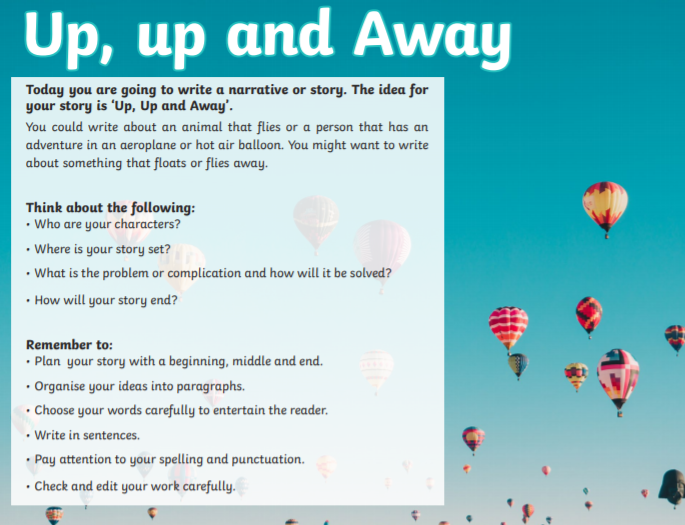 Up, up and Away
Today you are going to write a narrative or story. The idea for
your story is ‘Up, Up and Away’.
You could write about an animal that flies or a person that has an
adventure in an aeroplane or hot air balloon. You might want to write
about something that floats or flies away.
Think about the following:
• Who are your characters?
• Where is your story set?
• What is the problem or complication and how will it be solved?
• How will your story end?
Remember to:
• Plan your story with a beginning, middle and end.
• Organise your ideas into paragraphs.
• Choose your words carefully to entertain the reader.
• Write in sentences.
• Pay attention to your spelling and punctuation.
• Check and edit your work carefully.